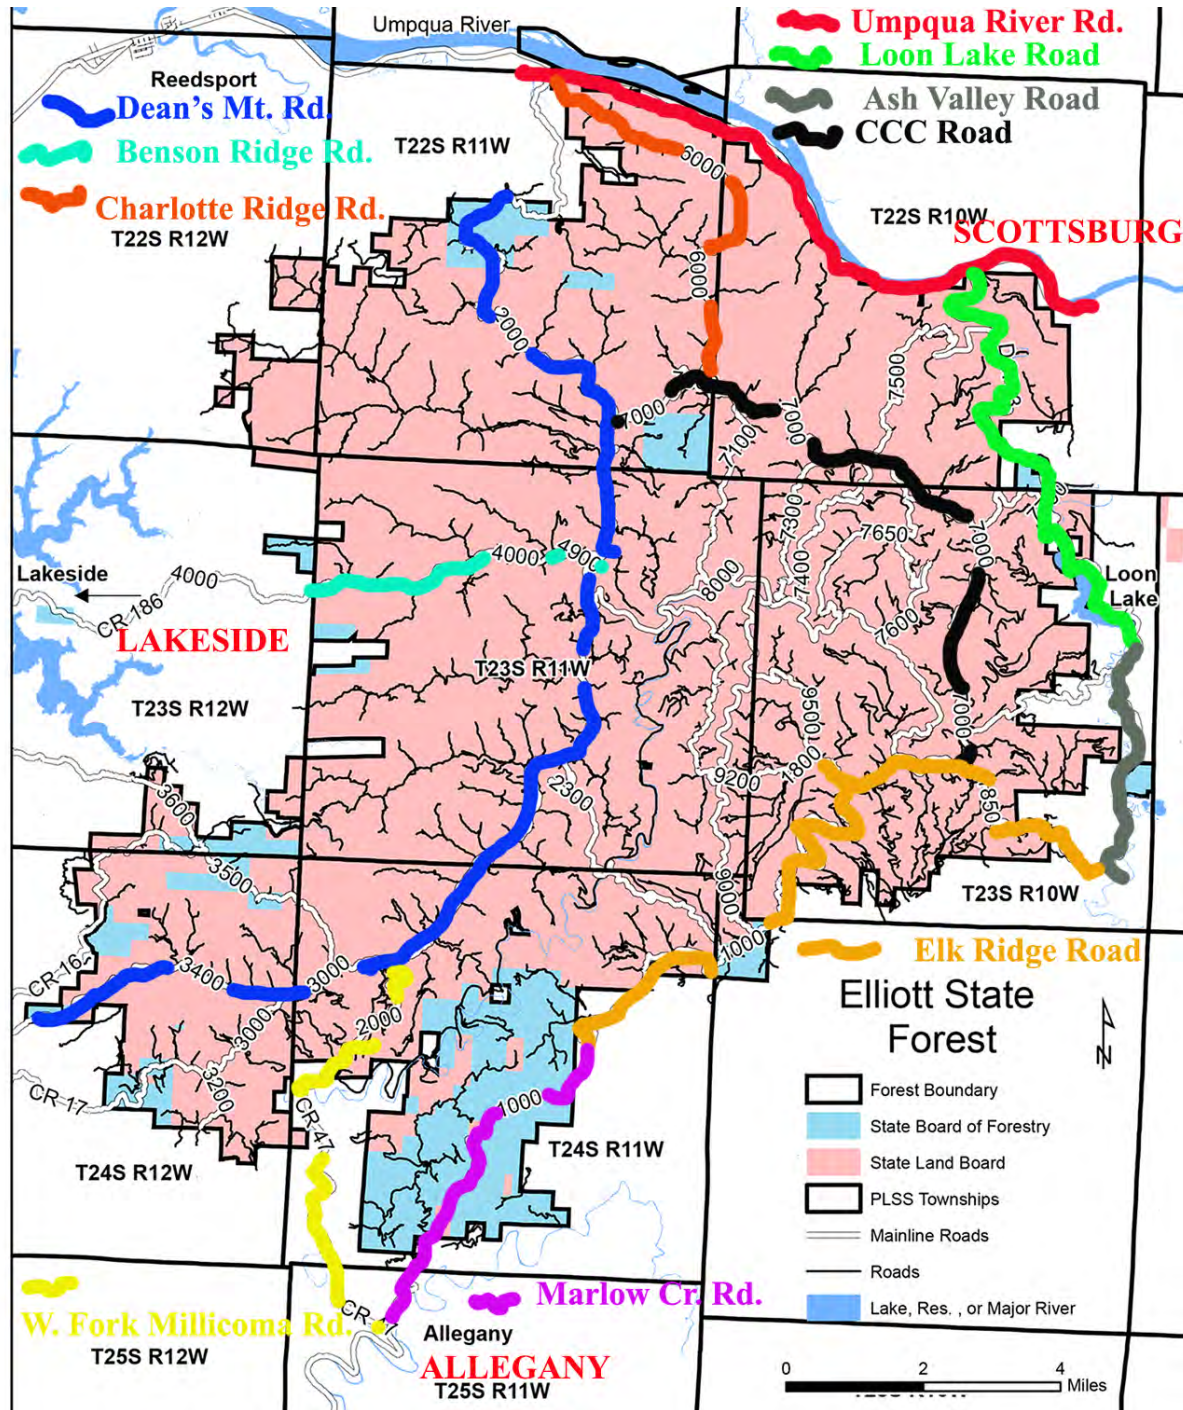 Umpqua River
Umpqua River Rd.
Loon Lake Road
Ash Valley Road
CCC Road
Reedsport
Dean's Mt. Rd.
Benson Ridge Rd.
Charlotte Ridge Rd.
T22S R12W
T22S R11W
6000
T22S R10W
SCOTTSBURG
6000
2000
7500
7000
7000
7100
7300
7650
7000
4000
4900
7400
8000
Loon
Lake
Lakeside
4000
CR-186
LAKESIDE
7600
T23S R11W
T23S R12W
9500
7000
1800
9200
2300
850
3600
3500
9000
T23S R10W
1000
Elk Ridge Road
CR-16
3400
3000
2000
3000
3200
CR-17
CR-47
1000
T24S R12W
T24S R11W
Elliott State
Forest
Forest Boundary
State Board of Forestry
State Land Board
PLSS Townships
Mainline Roads
Roads
Lake, Res. , or Major River
N
W. Fork Millicoma Rd.
T25S R12W
Marlow Cr. Rd.
Allegany
ALLEGANY
T25S R11W
0 2 4
Miles